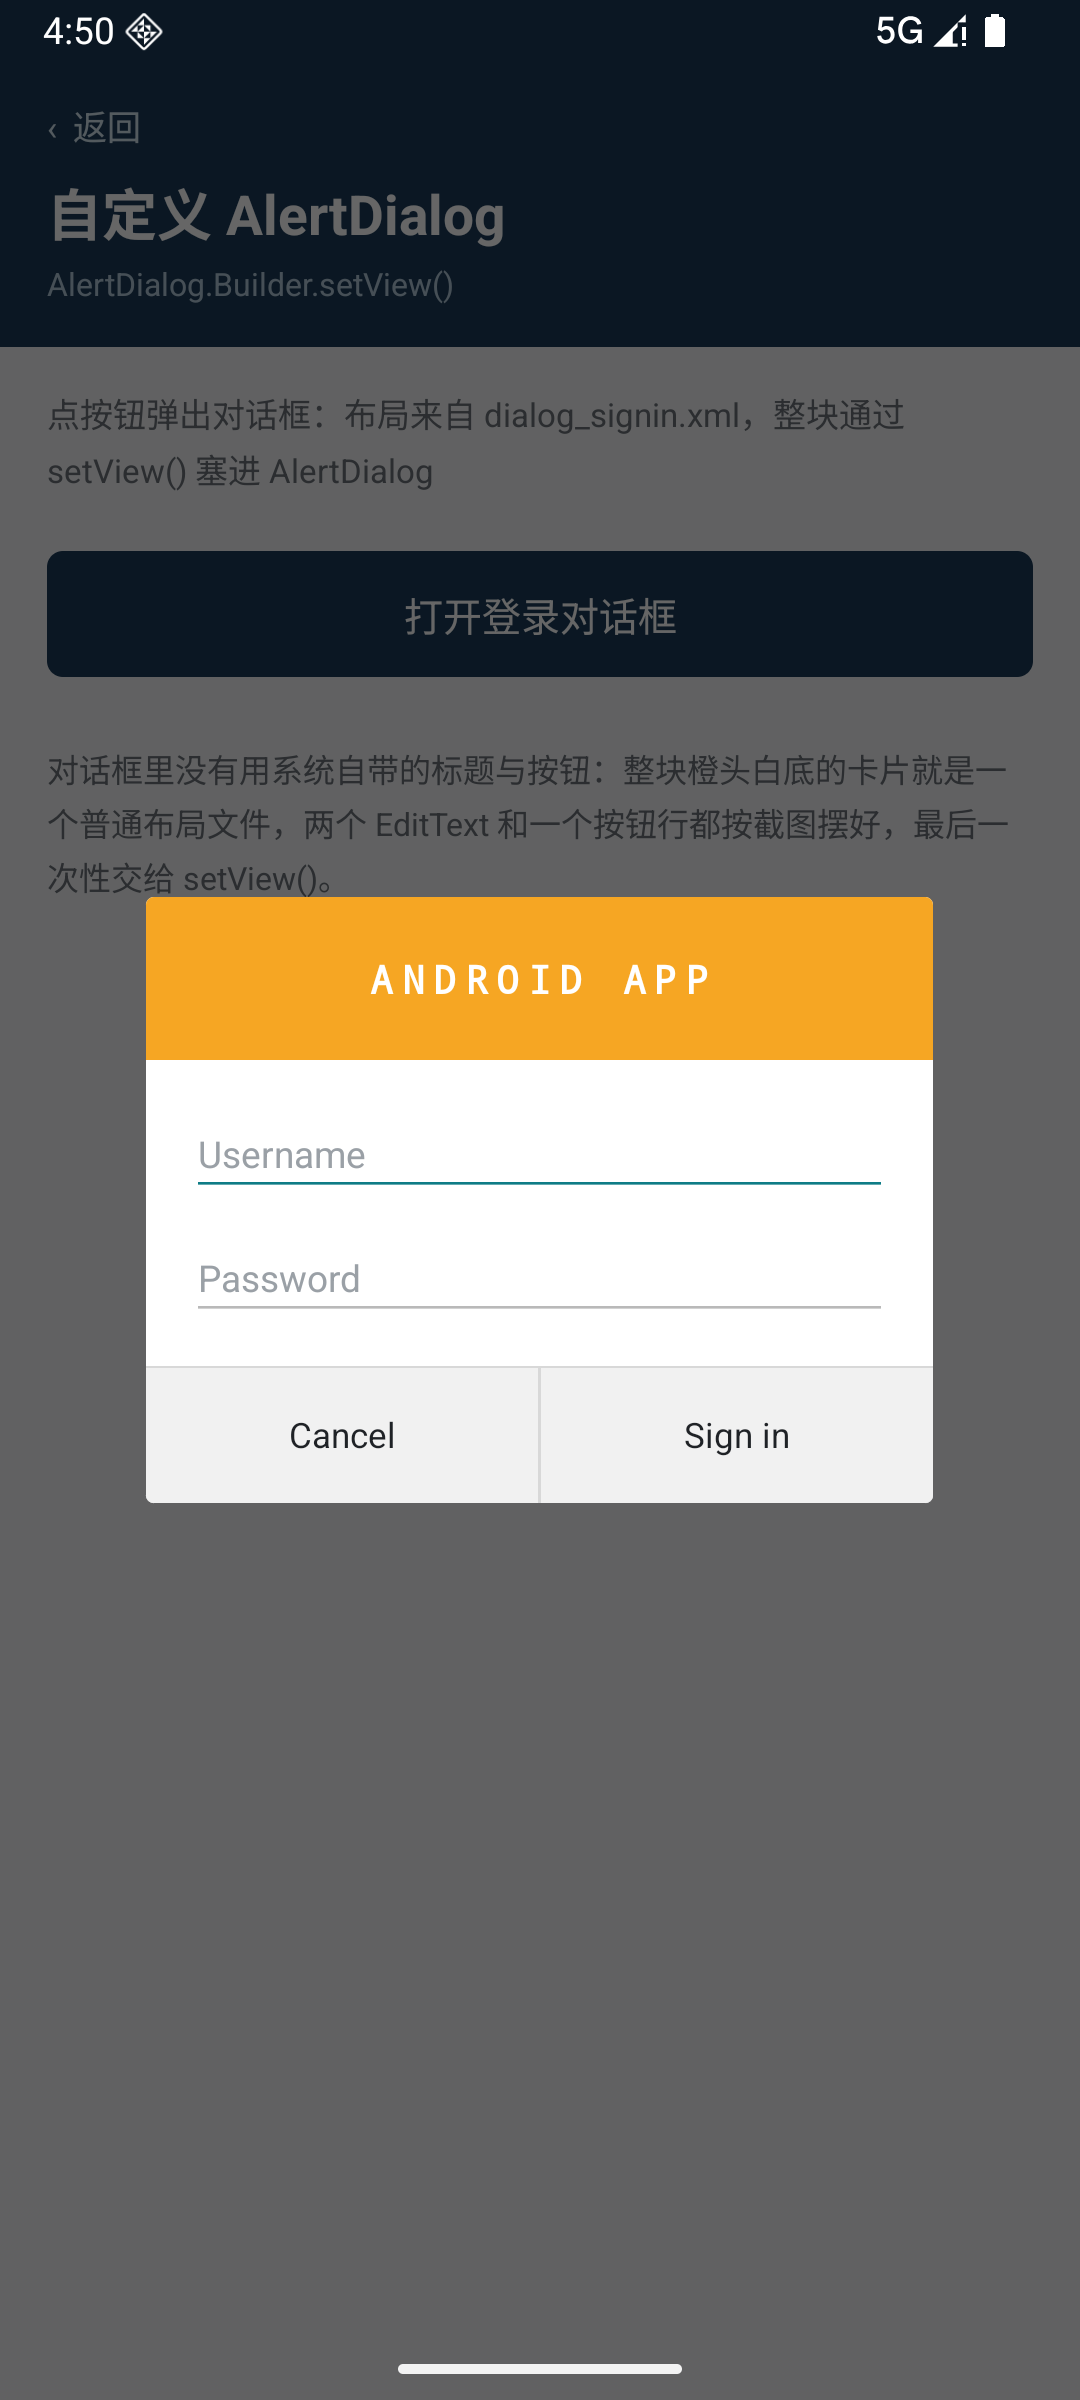 4:50
5G
‹ 返回
自定义 AlertDialog
AlertDialog.Builder.setView()
点按钮弹出对话框：布局来自 dialog_signin.xml，整块通过
setView() 塞进 AlertDialog
打开登录对话框
对话框里没有用系统自带的标题与按钮：整块橙头白底的卡片就是一
个普通布局文件，两个 EditText 和一个按钮行都按截图摆好，最后一
次性交给 setView()。
ANDROID APP
Username
Password
Cancel
Sign in